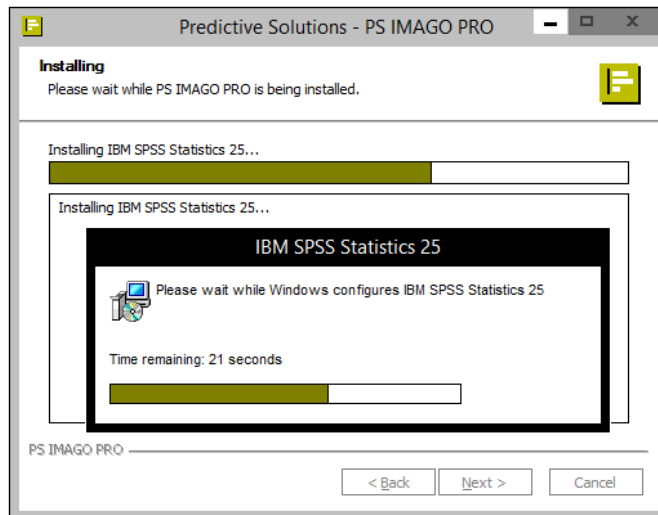 Predictive Solutions - PS IMAGO PRO
Installing
Please wait while PS IMAGO PRO is being installed.
Installing IBM SPSS Statistics 25...
Installing IBM SPSS Statistics 25...
IBM SPSS Statistics 25
Please wait while Windows configures IBM SPSS Statistics 25
Time remaining: 21 seconds
PS IMAGO PRO
< Back Next > Cancel